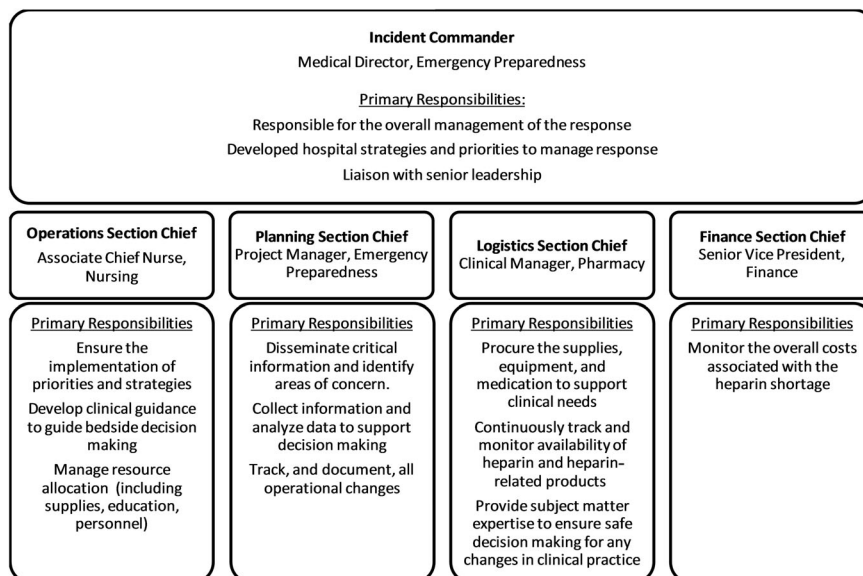 Incident Commander
Medical Director, Emergency Preparedness
Primary Responsibilities:
Responsible for the overall management of the response
Developed hospital strategies and priorities to manage response
Liaison with senior leadership
Operations Section Chief
Associate Chief Nurse,
Nursing
Planning Section Chief
Project Manager, Emergency
Preparedness
Logistics Section Chief
Clinical Manager, Pharmacy
Finance Section Chief
Senior Vice President,
Finance
Primary Responsibilities
Ensure the
implementation of
priorities and strategies
Develop clinical guidance
to guide bedside decision
making
Manage resource
allocation (including
supplies, education,
personnel)
Primary Responsibilities
Disseminate critical
information and identify
areas of concern.
Collect information and
analyze data to support
decision making
Track, and document, all
operational changes
Primary Responsibilities
Procure the supplies,
equipment, and
medication to support
clinical needs
Continuously track and
monitor availability of
heparin and heparin-
related products
Provide subject matter
expertise to ensure safe
decision making for any
changes in clinical practice
Primary Responsibilities
Monitor the overall costs
associated with the
heparin shortage